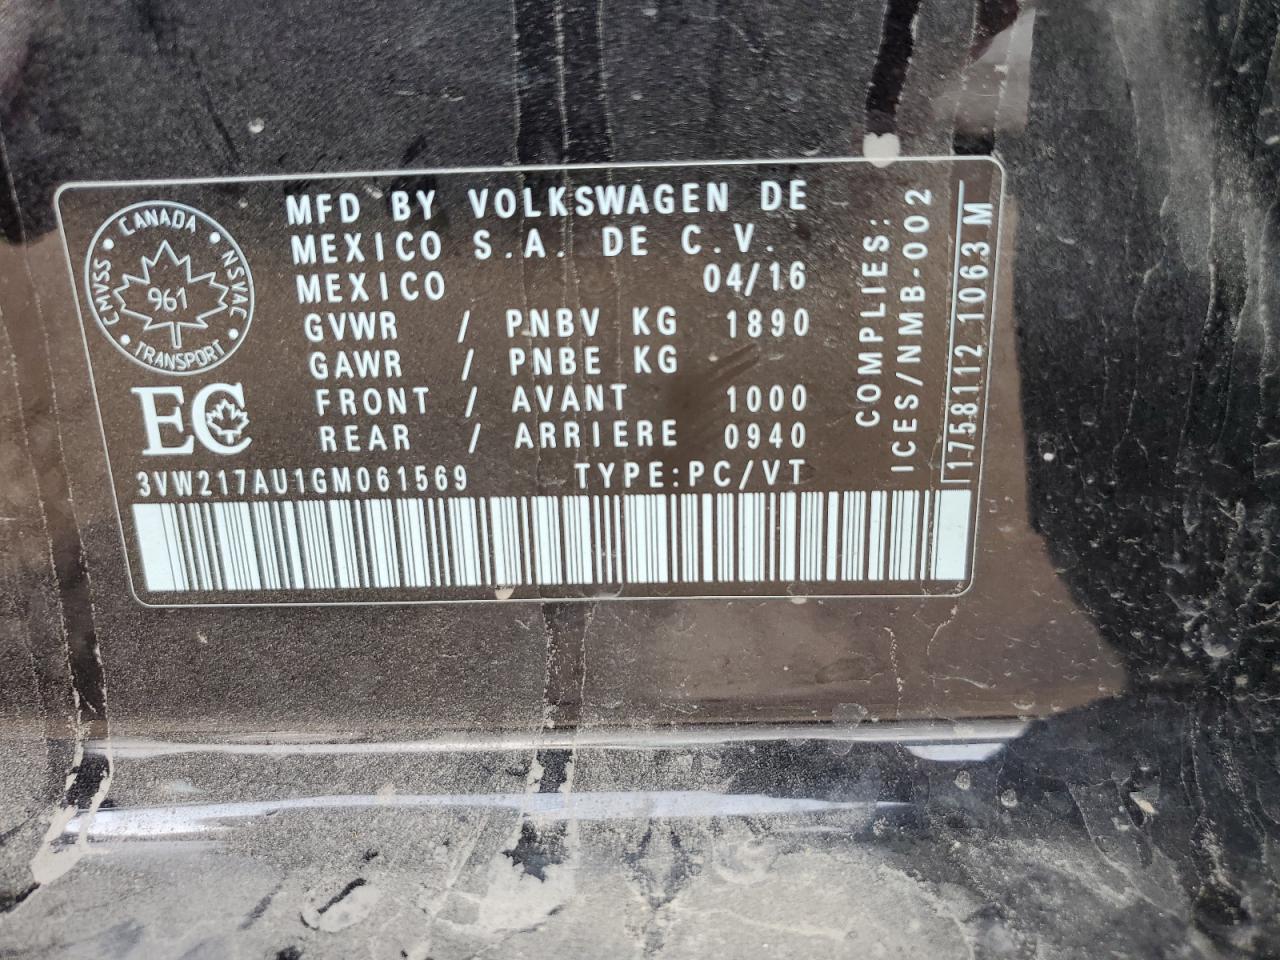 CANADA
CMVSS
NSVAC
961
TRANSPORT
EC
MFD BY VOLKSWAGEN DE
MEXICO S.A. DE C.V.
MEXICO 04/16
GVWR / PNBV KG 1890
GAWR / PNBE KG
FRONT / AVANT 1000
REAR / ARRIERE 0940
3VW217AU1GM061569 TYPE:PC/VT
COMPLIES:
ICES/NMB-002
1758112 1063 M